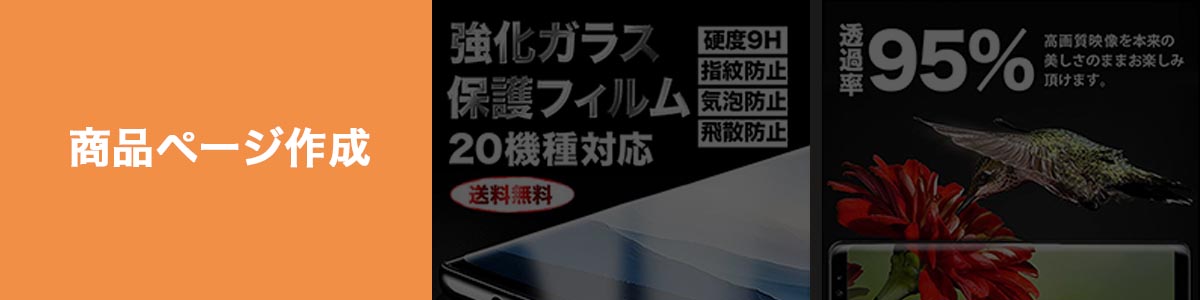 商品ページ作成
強化ガラス
保護フィルム
20機種対応
送料無料
硬度9H
指紋防止
気泡防止
飛散防止
透過率
95%
高画質映像を本来の
美しさのままお楽しみ
頂けます。